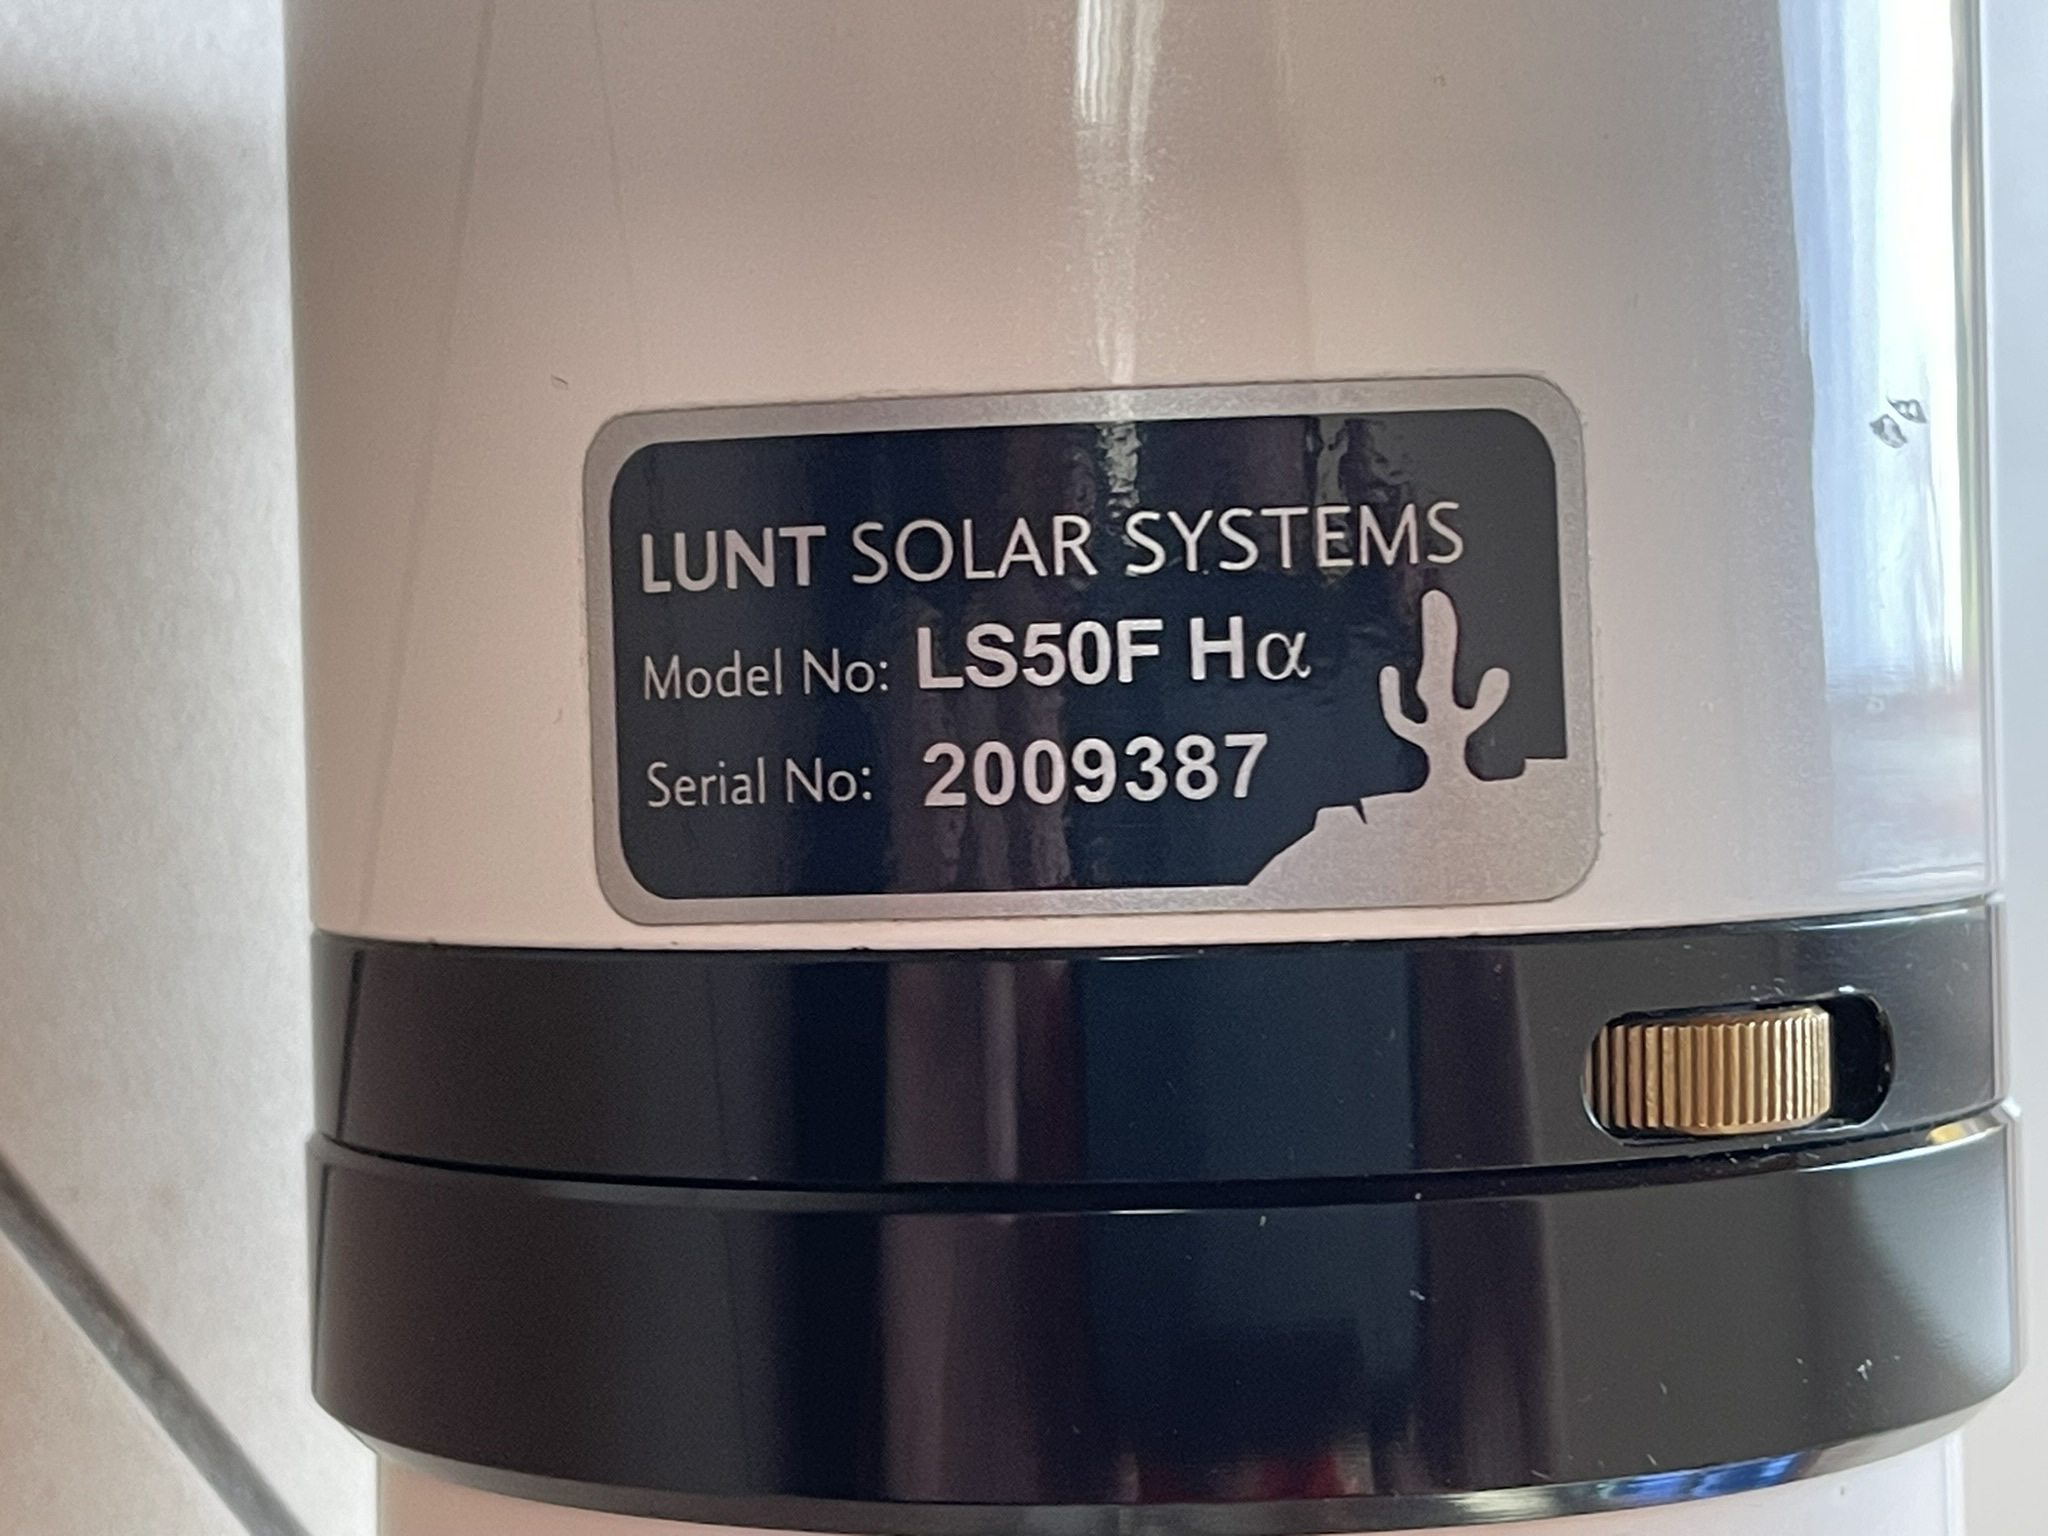 LUNT SOLAR SYSTEMS
Model No: LS50F Hα
Serial No: 2009387